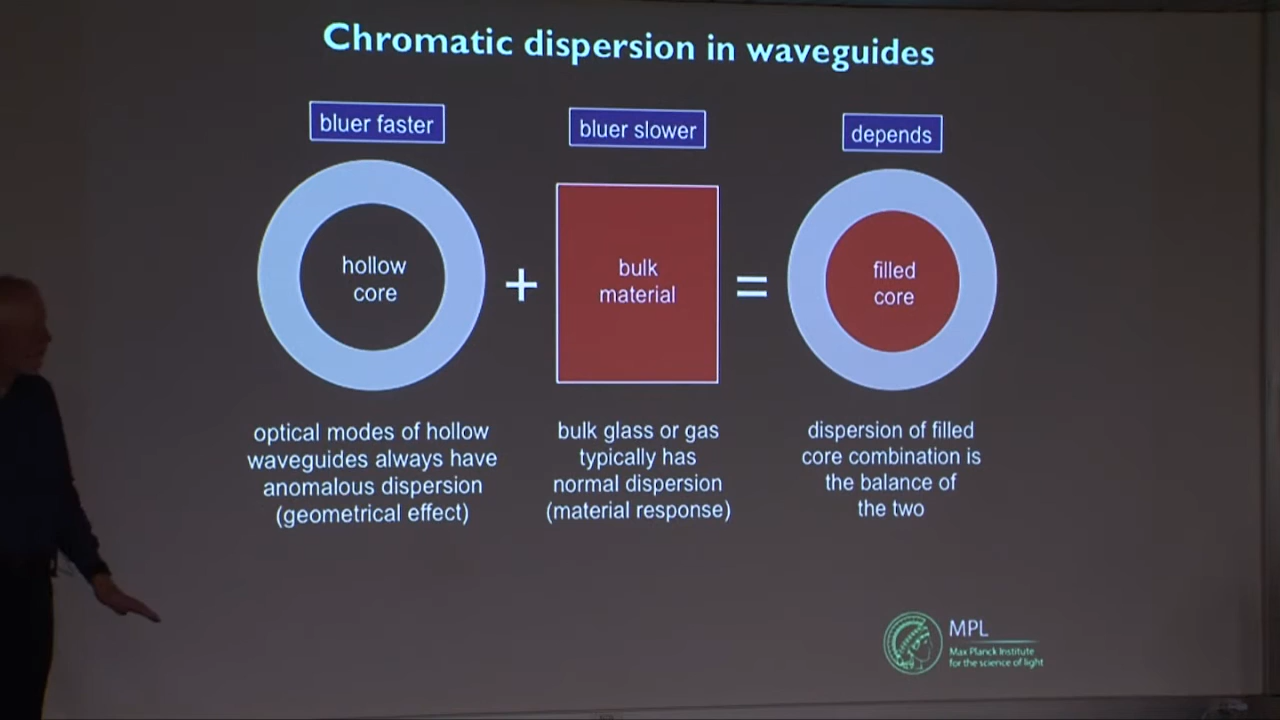 Chromatic dispersion in waveguides
bluer faster
bluer slower
depends
hollow
core
+
bulk
material
=
filled
core
optical modes of hollow
waveguides always have
anomalous dispersion
(geometrical effect)
bulk glass or gas
typically has
normal dispersion
(material response)
dispersion of filled
core combination is
the balance of
the two
MPL
Max Planck Institute
for the science of light